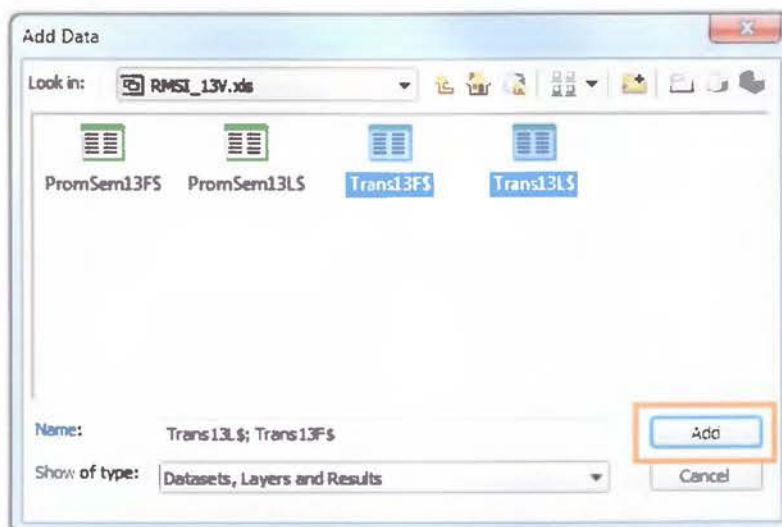 Add Data
Look in: RMSI_13V.xls
PromSem13F$ PromSem13L$ Trans13F$ Trans13L$
Name: Trans13L$; Trans13F$ Add
Show of type: Datasets, Layers and Results Cancel